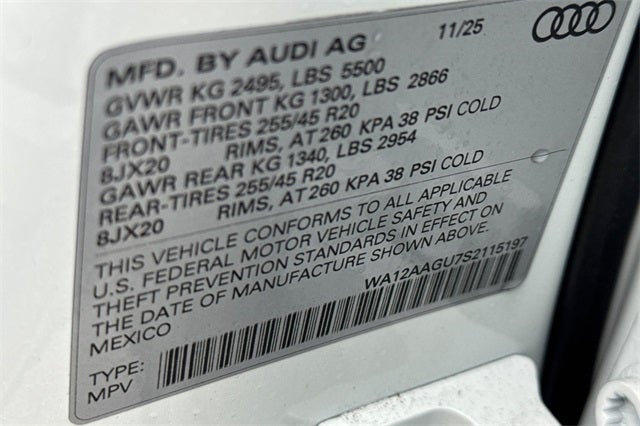 MFD. BY AUDI AG 11/25
GVWR KG 2495, LBS 5500
GAWR FRONT KG 1300, LBS 2866
FRONT-TIRES 255/45 R20
8JX20 RIMS, AT 260 KPA 38 PSI COLD
GAWR REAR KG 1340, LBS 2954
REAR-TIRES 255/45 R20
8JX20 RIMS, AT 260 KPA 38 PSI COLD
THIS VEHICLE CONFORMS TO ALL APPLICABLE
U.S. FEDERAL MOTOR VEHICLE SAFETY AND
THEFT PREVENTION STANDARDS IN EFFECT ON
THE DATE OF MANUFACTURE SHOWN ABOVE.
MEXICO WA12AAGU7S2115197
TYPE:
MPV